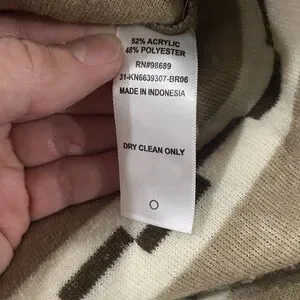 52% ACRYLIC
48% POLYESTER
RN#98689
31-KN6639307-BR06
MADE IN INDONESIA
DRY CLEAN ONLY